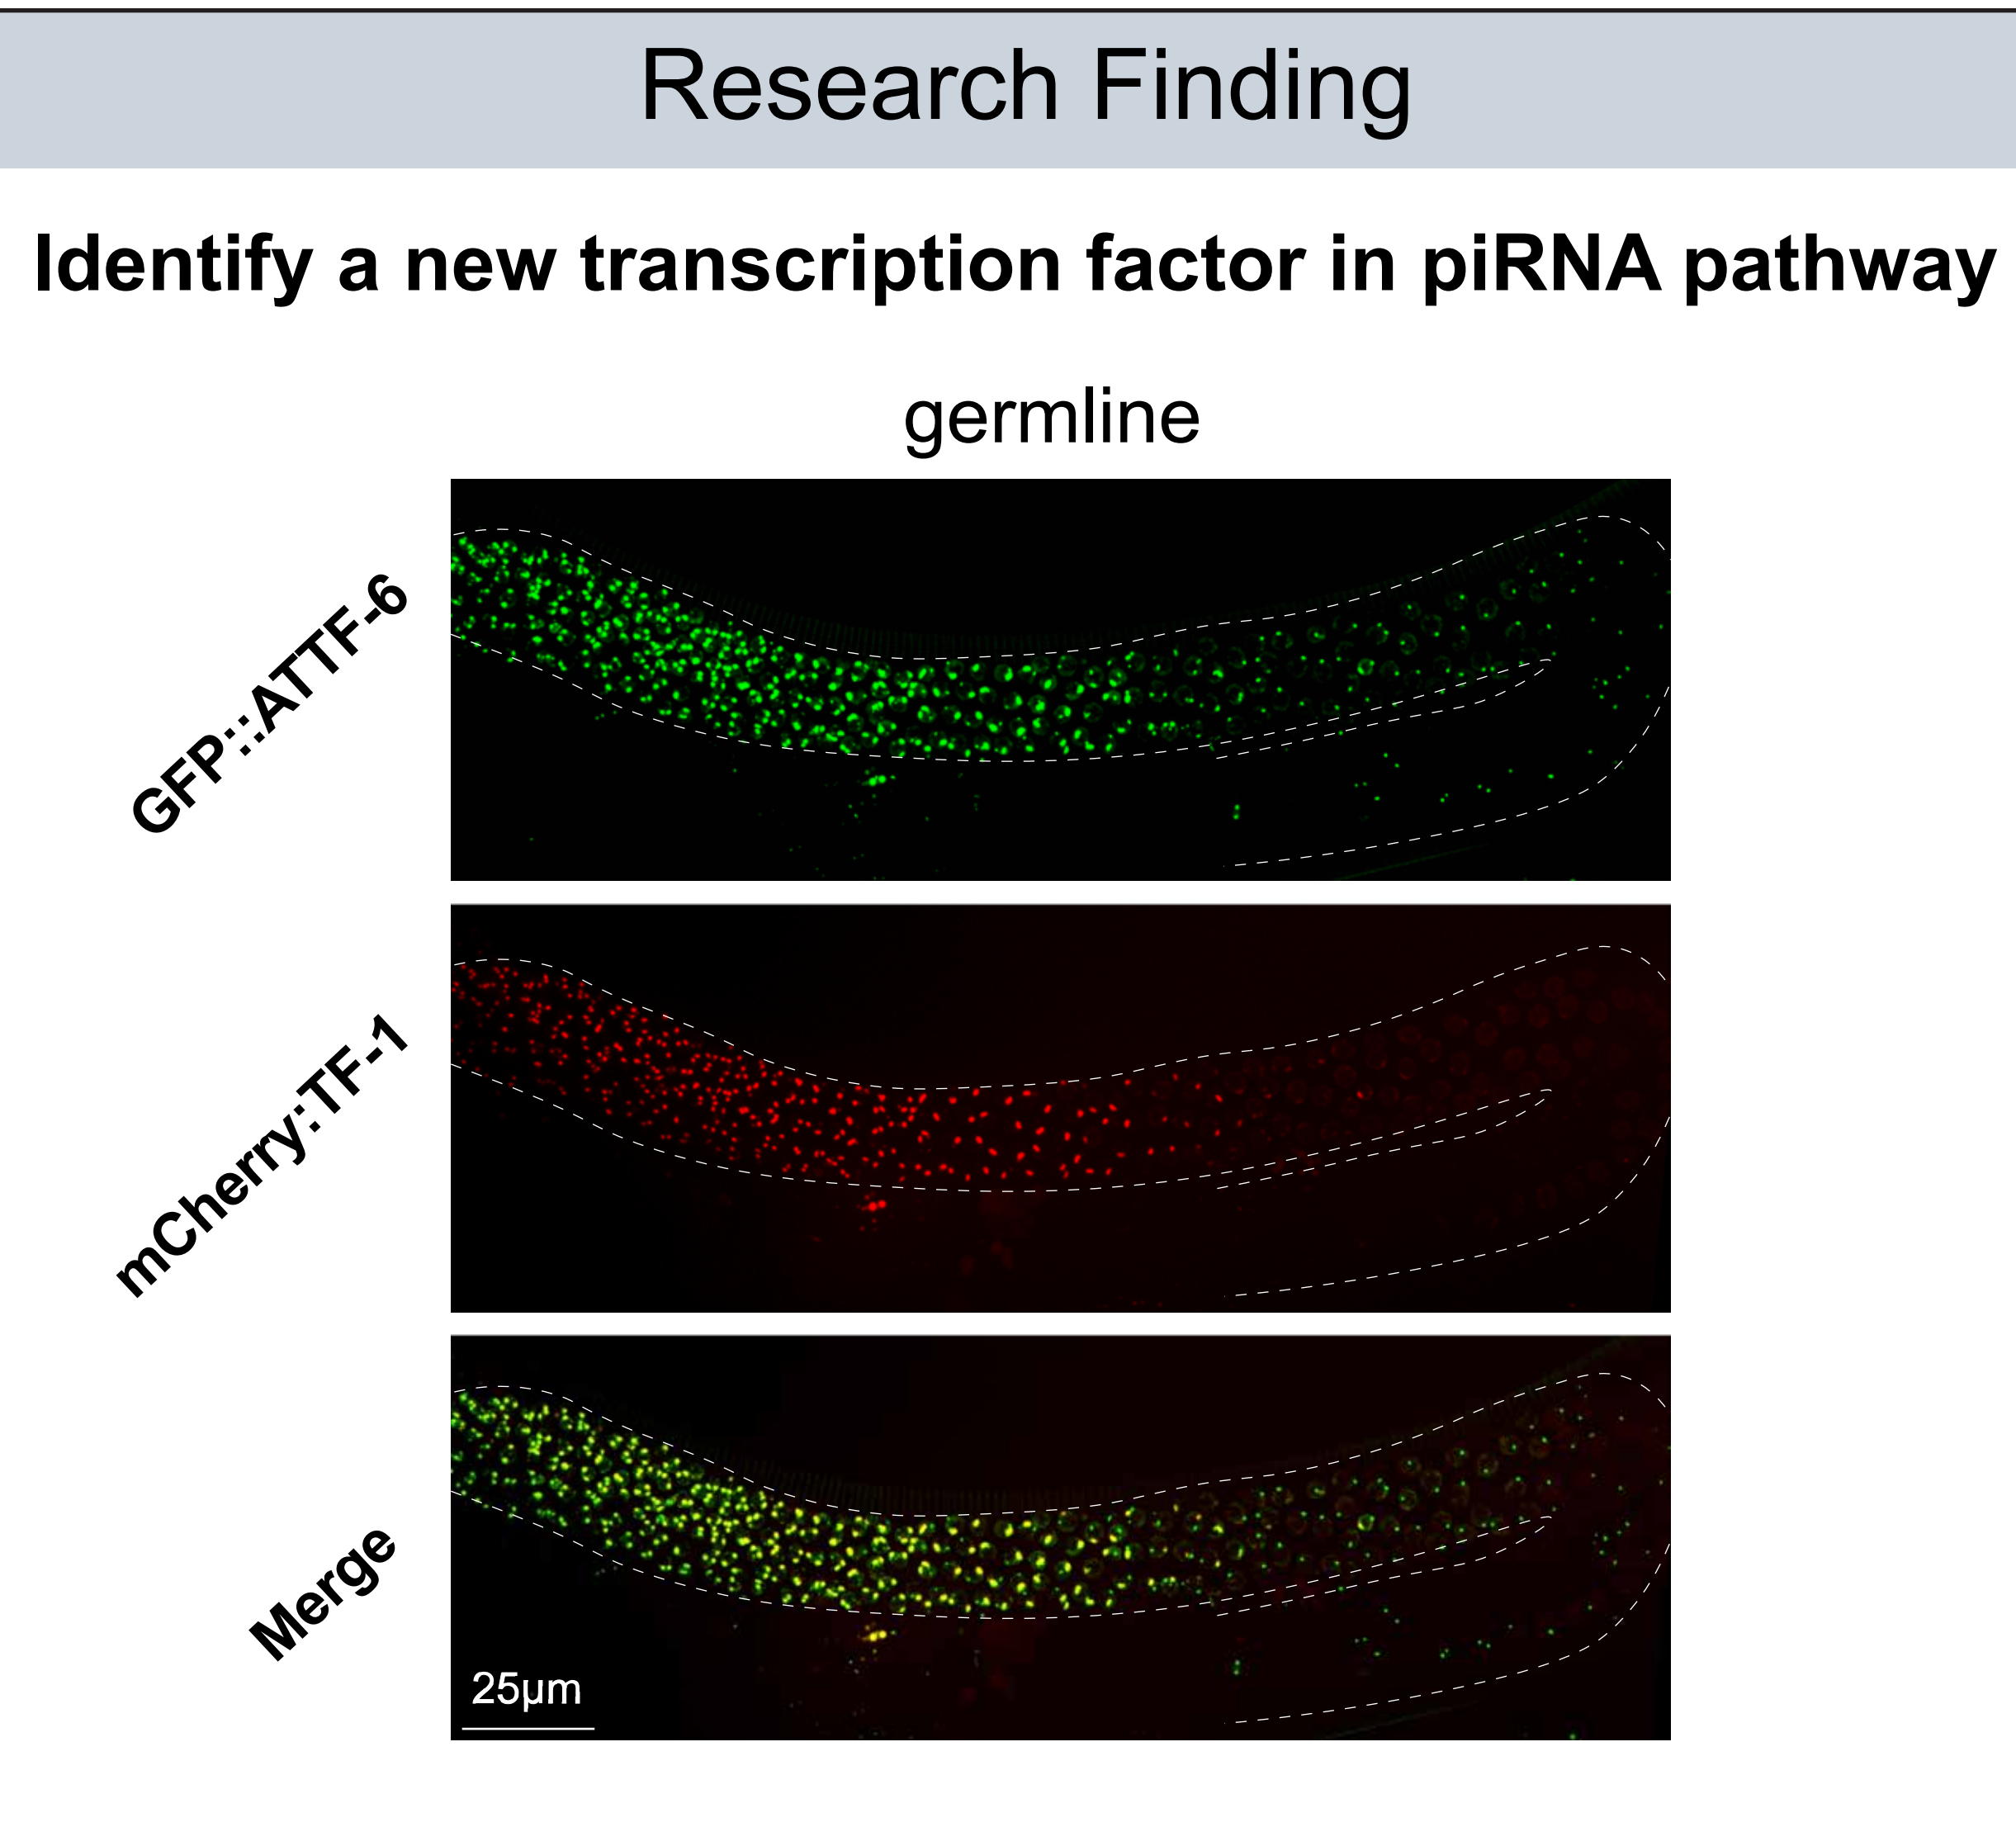 Research Finding
Identify a new transcription factor in piRNA pathway
germline
GFP::ATTF-6
mCherry:TF-1
Merge
25μm